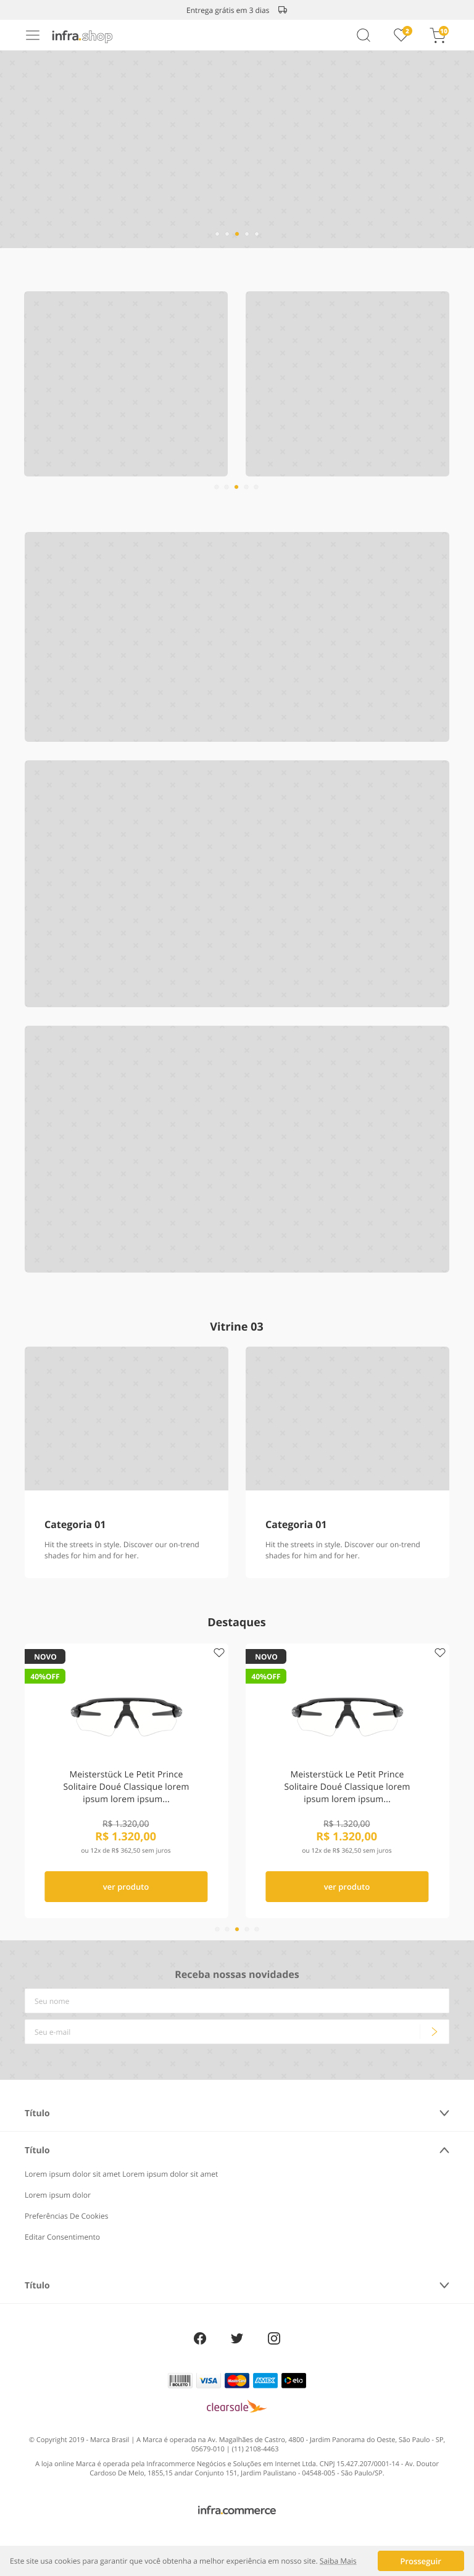 Entrega grátis em 3 dias
infra.shop
2
10
Vitrine 03
Categoria 01
Hit the streets in style. Discover our on-trend
shades for him and for her.
Categoria 01
Hit the streets in style. Discover our on-trend
shades for him and for her.
Destaques
NOVO
40%OFF
Meisterstück Le Petit Prince
Solitaire Doué Classique lorem
ipsum lorem ipsum...
R$ 1.320,00
R$ 1.320,00
ou 12x de R$ 362,50 sem juros
ver produto
NOVO
40%OFF
Meisterstück Le Petit Prince
Solitaire Doué Classique lorem
ipsum lorem ipsum...
R$ 1.320,00
R$ 1.320,00
ou 12x de R$ 362,50 sem juros
ver produto
Receba nossas novidades
Seu nome
Seu e-mail
Título
Título
Lorem ipsum dolor sit amet Lorem ipsum dolor sit amet
Lorem ipsum dolor
Preferências De Cookies
Editar Consentimento
Título
BOLETO VISA MasterCard AMEX elo
clearsale
© Copyright 2019 - Marca Brasil | A Marca é operada na Av. Magalhães de Castro, 4800 - Jardim Panorama do Oeste, São Paulo - SP,
05679-010 | (11) 2108-4463
A loja online Marca é operada pela Infracommerce Negócios e Soluções em Internet Ltda. CNPJ 15.427.207/0001-14 - Av. Doutor
Cardoso De Melo, 1855,15 andar Conjunto 151, Jardim Paulistano - 04548-005 - São Paulo/SP.
infra.commerce
Este site usa cookies para garantir que você obtenha a melhor experiência em nosso site. Saiba Mais
Prosseguir